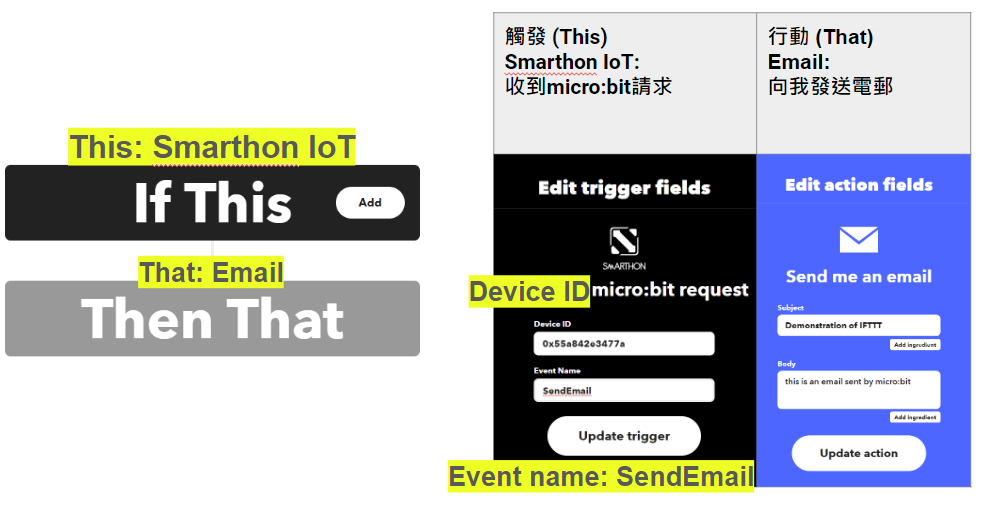 This: Smarthon IoT
If This
Add
That: Email
Then That
觸發 (This)
Smarthon IoT:
收到micro:bit請求
行動 (That)
Email:
向我發送電郵
Edit trigger fields
SMARTHON
Device ID
micro:bit request
Device ID
0x55a842e3477a
Event Name
SendEmail
Update trigger
Event name: SendEmail
Edit action fields
Send me an email
Subject
Demonstration of IFTTT
Add ingredient
Body
this is an email sent by micro:bit
Add ingredient
Update action